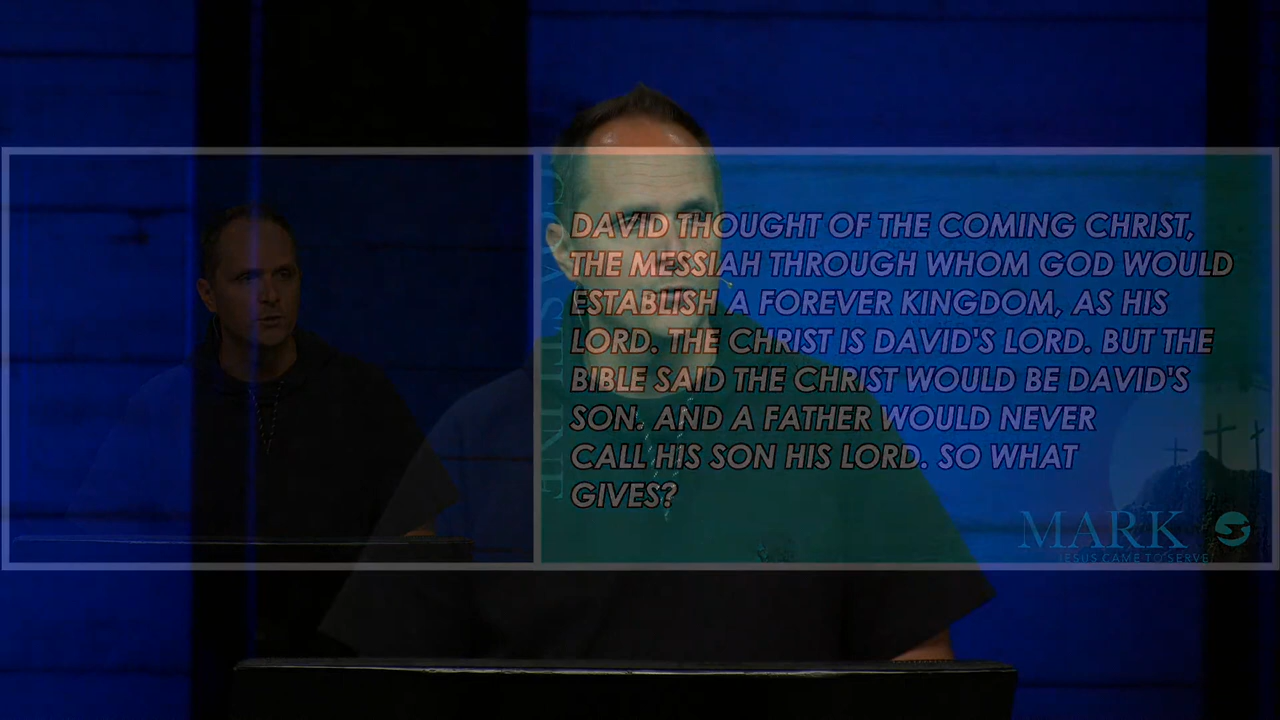 DAVID THOUGHT OF THE COMING CHRIST,
THE MESSIAH THROUGH WHOM GOD WOULD
ESTABLISH A FOREVER KINGDOM, AS HIS
LORD. THE CHRIST IS DAVID'S LORD. BUT THE
BIBLE SAID THE CHRIST WOULD BE DAVID'S
SON. AND A FATHER WOULD NEVER
CALL HIS SON HIS LORD. SO WHAT
GIVES?
MARK
JESUS CAME TO SERVE